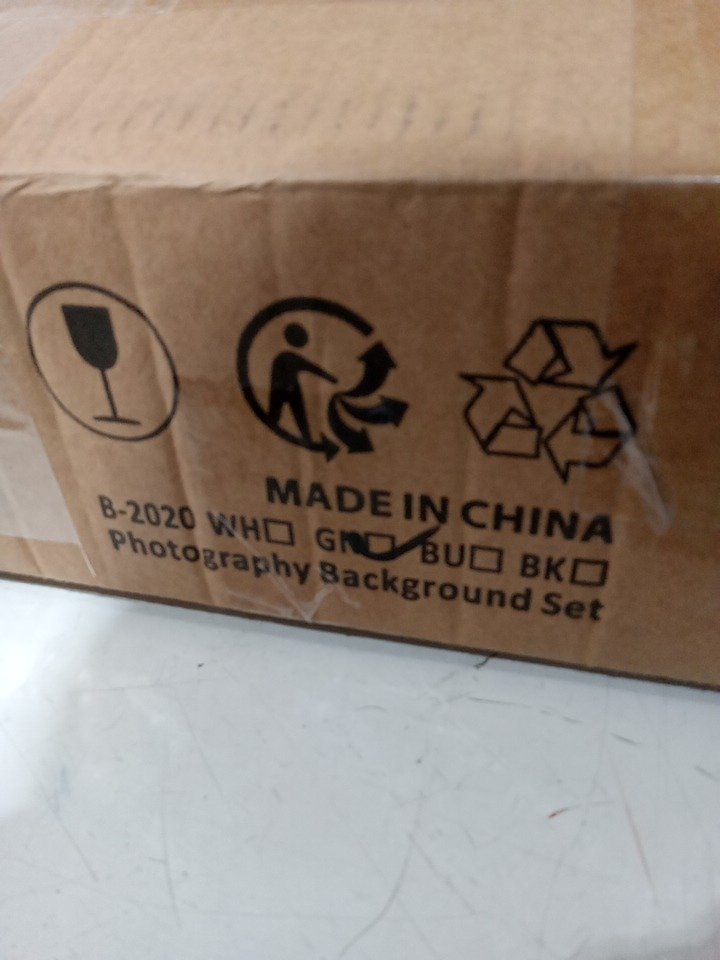 MADE IN CHINA
B-2020 WH□ GN□ BU□ BK□
Photography Background Set